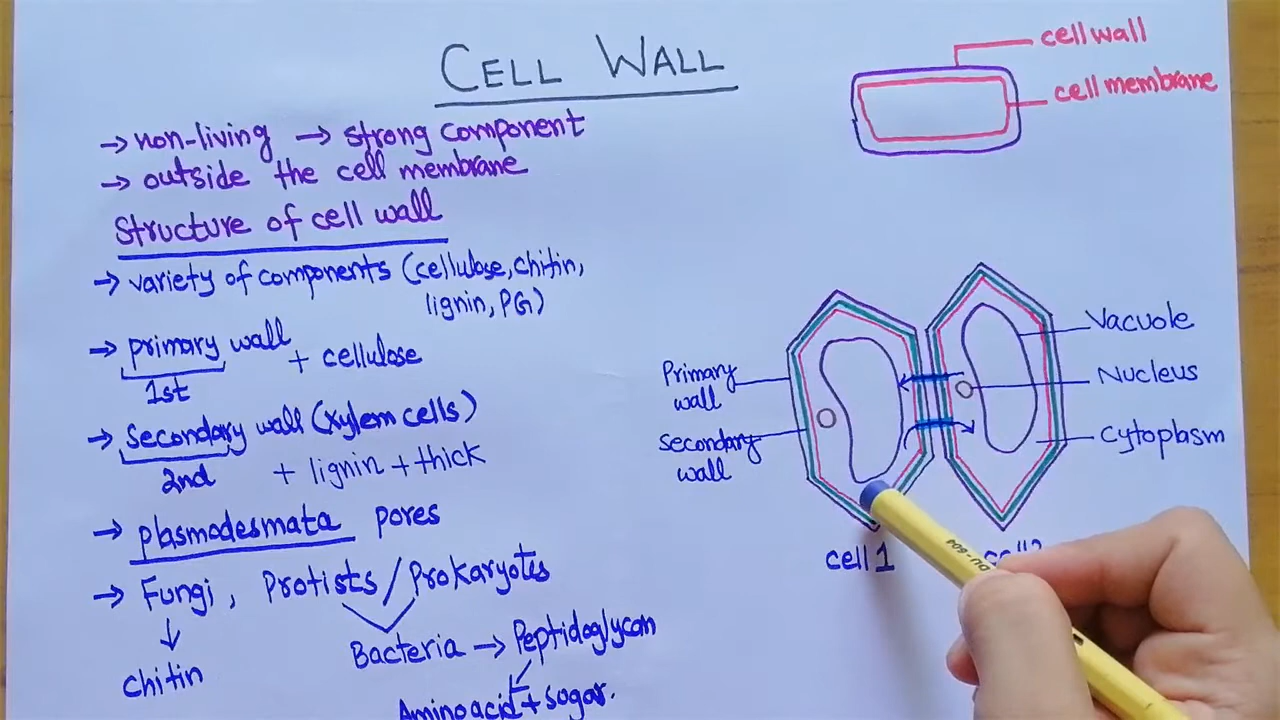 CELL WALL
→ non-living → strong component
→ outside the cell membrane
Structure of cell wall
→ variety of components (cellulose, chitin,
lignin, PG)
→ primary wall + cellulose
1st
→ secondary wall (xylem cells)
2nd + lignin + thick
→ plasmodesmata pores
→ Fungi, Protists / Prokaryotes
Bacteria → Peptidoglycan
chitin
Aminoacid + sugar.
cell wall
cell membrane
Primary
wall
secondary
wall
Vacuole
Nucleus
cytoplasm
cell 1